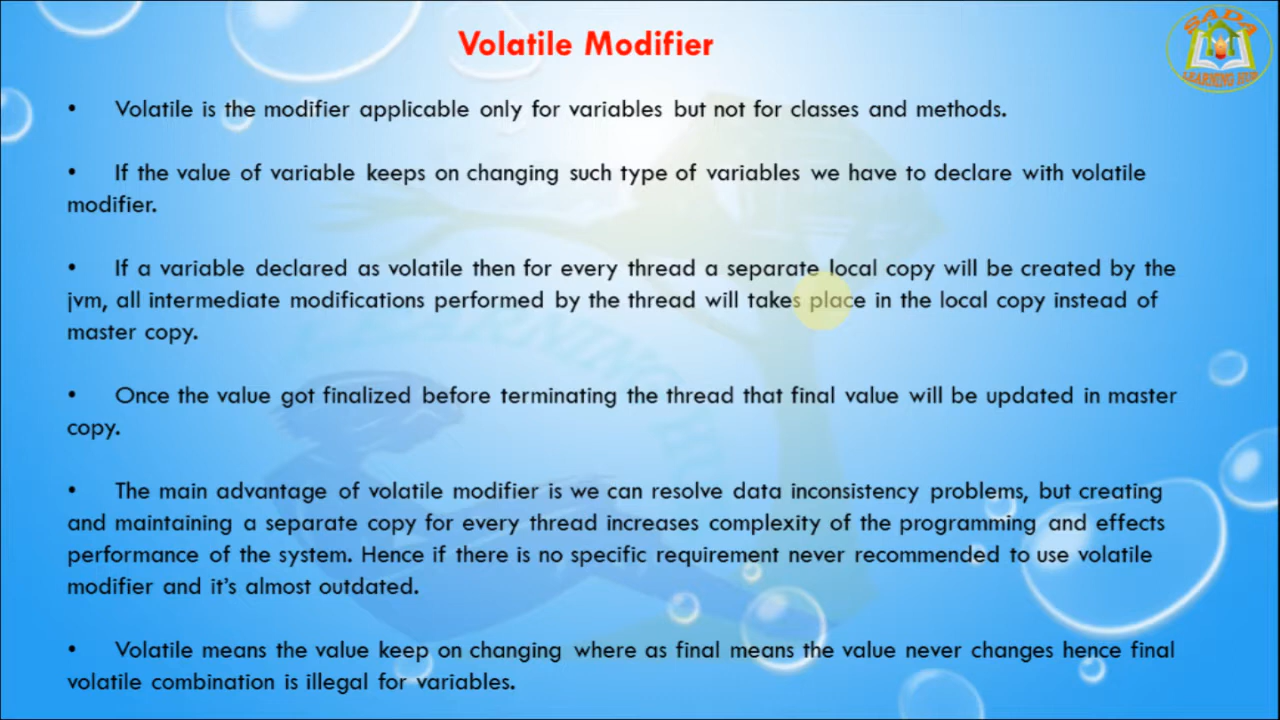 Volatile Modifier
SADA
LEARNING HUB
• Volatile is the modifier applicable only for variables but not for classes and methods.
• If the value of variable keeps on changing such type of variables we have to declare with volatile
modifier.
• If a variable declared as volatile then for every thread a separate local copy will be created by the
jvm, all intermediate modifications performed by the thread will takes place in the local copy instead of
master copy.
• Once the value got finalized before terminating the thread that final value will be updated in master
copy.
• The main advantage of volatile modifier is we can resolve data inconsistency problems, but creating
and maintaining a separate copy for every thread increases complexity of the programming and effects
performance of the system. Hence if there is no specific requirement never recommended to use volatile
modifier and it's almost outdated.
• Volatile means the value keep on changing where as final means the value never changes hence final
volatile combination is illegal for variables.
LEARNING HU